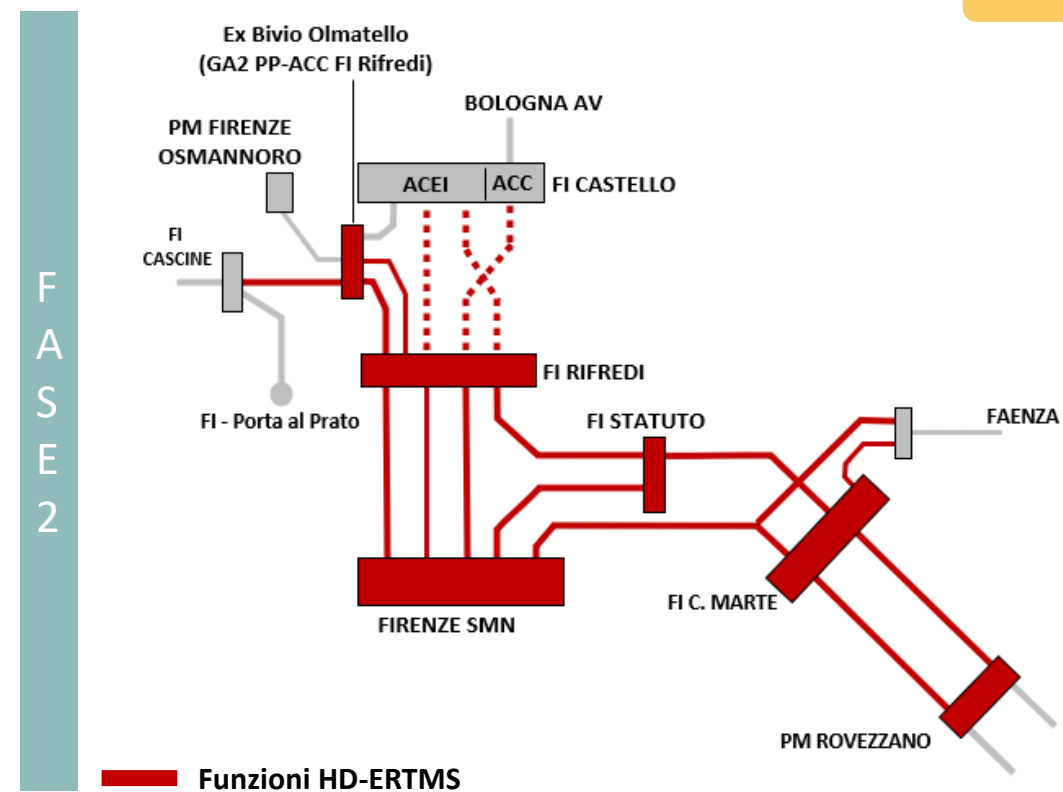 FASE2
Ex Bivio Olmatello
(GA2 PP-ACC FI Rifredi)
BOLOGNA AV
PM FIRENZE
OSMANNORO
ACEI
ACC
FI CASTELLO
FI
CASCINE
FI RIFREDI
FI - Porta al Prato
FI STATUTO
FAENZA
FI C. MARTE
FIRENZE SMN
PM ROVEZZANO
Funzioni HD-ERTMS